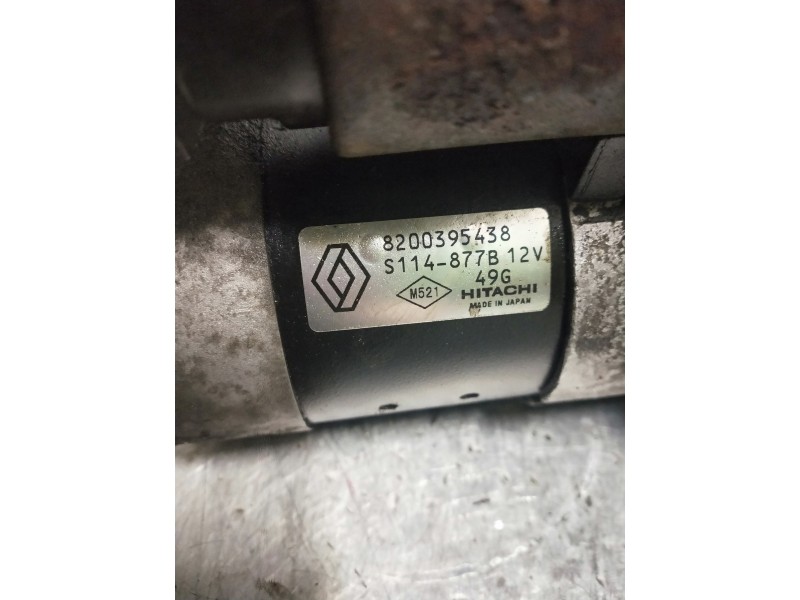 8200395438
S114-877B 12V
49G
M521 HITACHI
MADE IN JAPAN